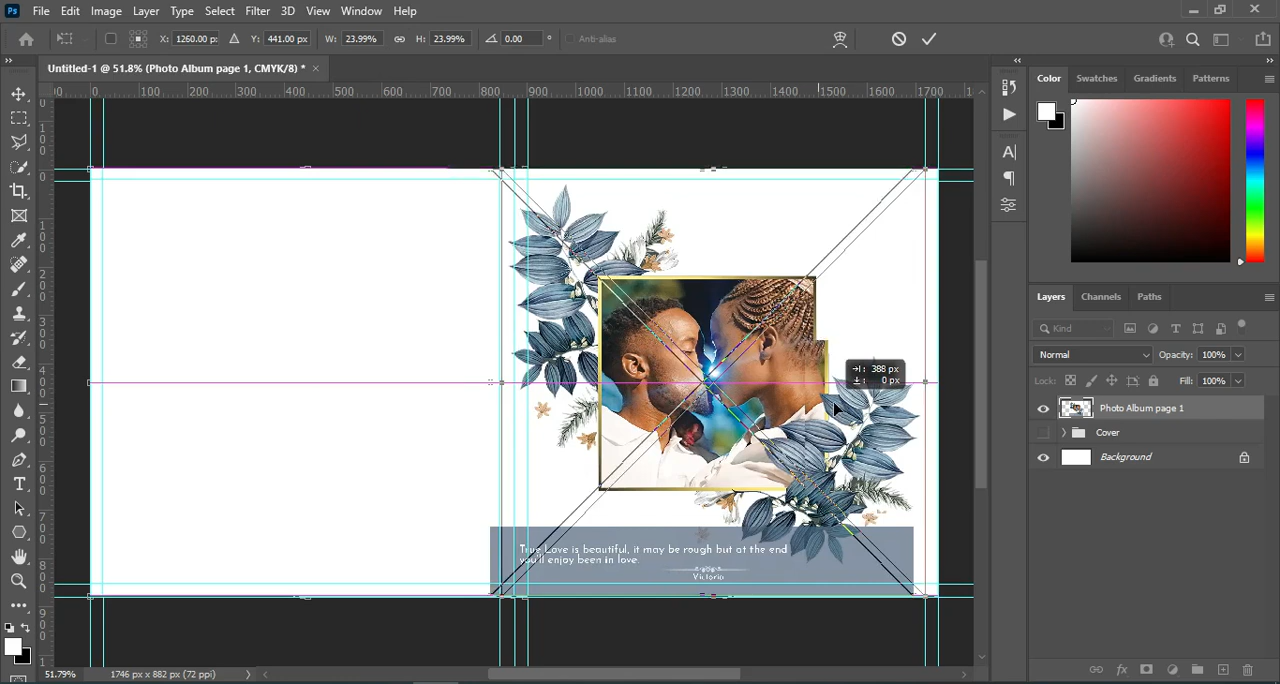 Ps File Edit Image Layer Type Select Filter 3D View Window Help
X: 1260.00 p: Y: 441.00 px W: 23.99% H: 23.99% 0.00 ° Anti-alias
Untitled-1 @ 51.8% (Photo Album page 1, CMYK/8) * ×
0 100 200 300 400 500 600 700 800 900 1000 1100 1200 1300 1400 1500 1600 1700
Color Swatches Gradients Patterns
Layers Channels Paths
Kind
Normal Opacity: 100%
Lock: Fill: 100%
Photo Album page 1
Cover
Background
388 px
0 px
True Love is beautiful, it may be rough but at the end
you'll enjoy been in love.
Victoria
51.79% 1746 px x 882 px (72 ppi)